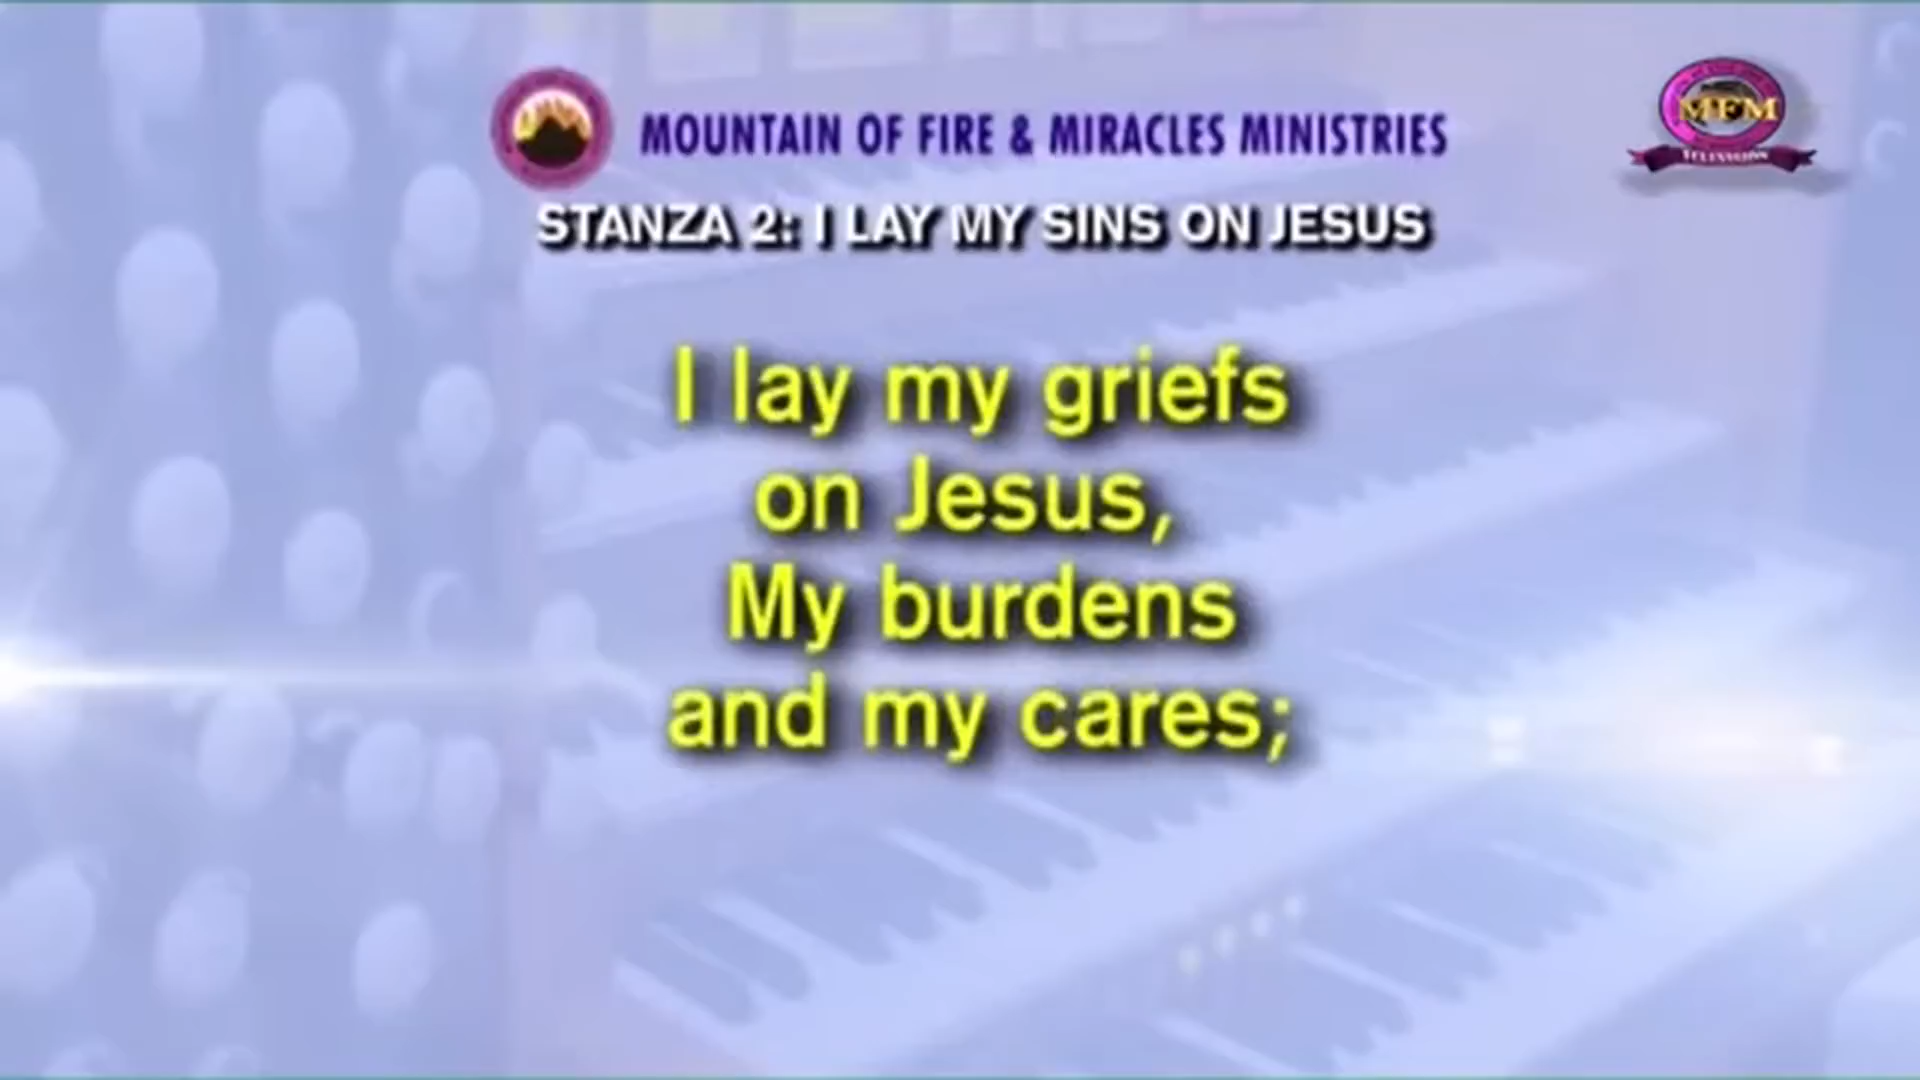 MOUNTAIN OF FIRE & MIRACLES MINISTRIES
MFM
TELEVISION
STANZA 2: I LAY MY SINS ON JESUS
I lay my griefs
on Jesus,
My burdens
and my cares;